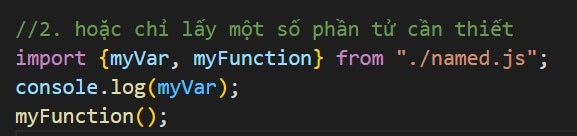 //2. hoặc chỉ lấy một số phần tử cần thiết
import {myVar, myFunction} from "./named.js";
console.log(myVar);
myFunction();